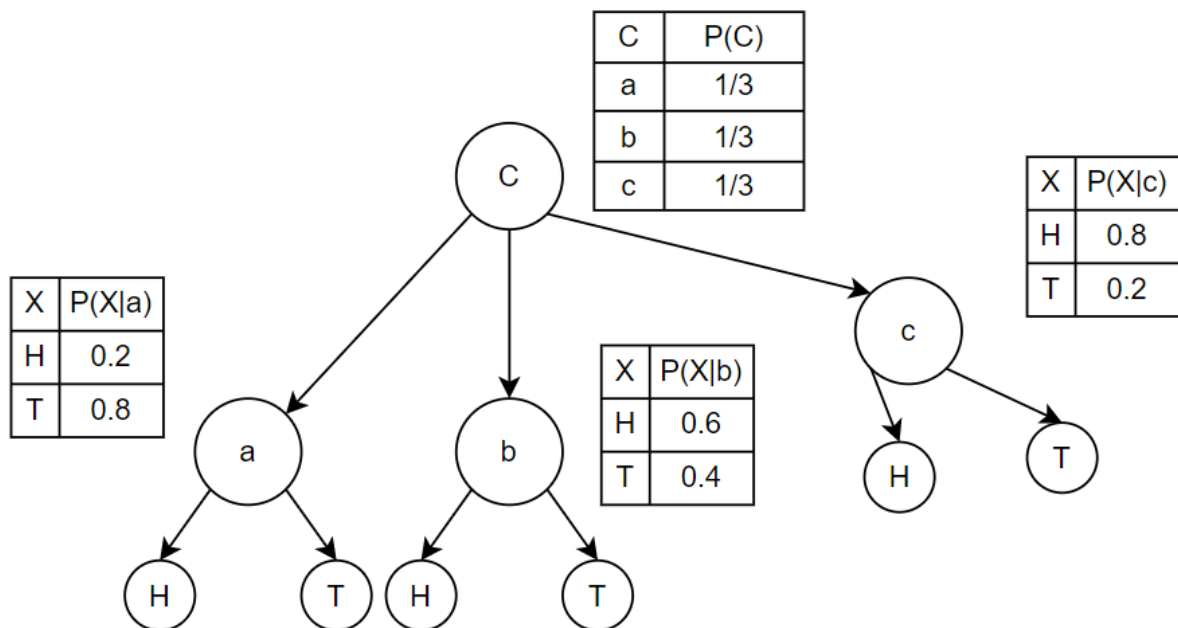 C P(C)
a 1/3
b 1/3
c 1/3
C
X P(X|c)
H 0.8
T 0.2
X P(X|a)
H 0.2
T 0.8
c
X P(X|b)
H 0.6
T 0.4
a
b
H
T
H
T
H
T